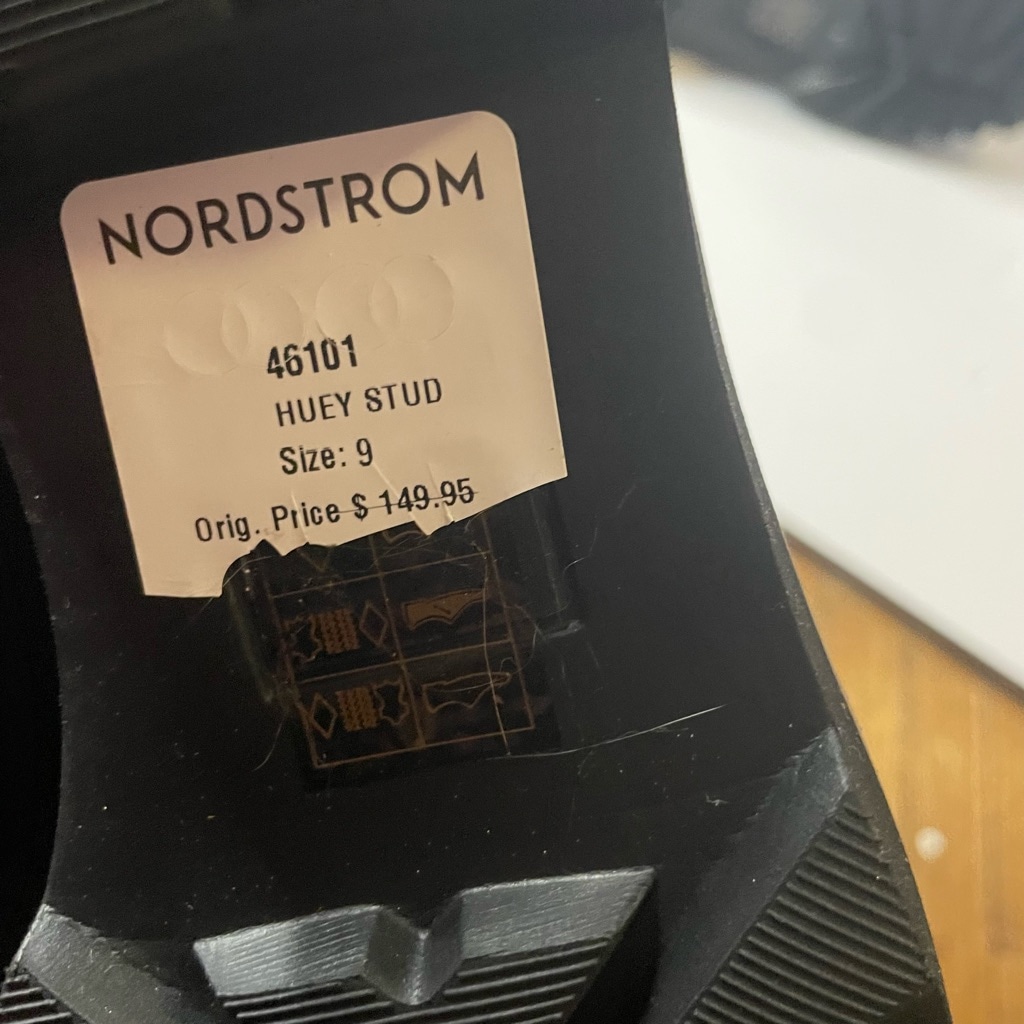 NORDSTROM
46101
HUEY STUD
Size: 9
Orig. Price $ 149.95